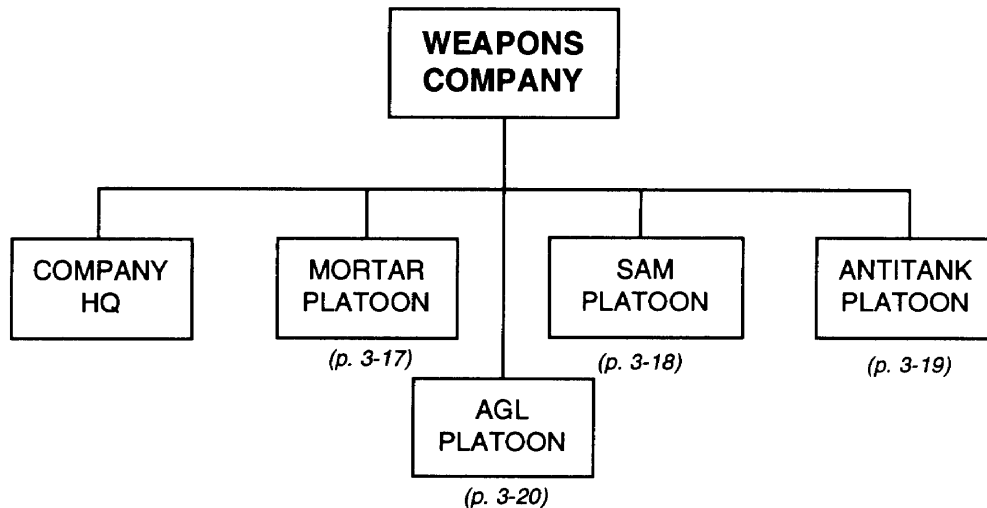 WEAPONS
COMPANY
COMPANY
HQ
MORTAR
PLATOON
(p. 3-17)
SAM
PLATOON
(p. 3-18)
ANTITANK
PLATOON
(p. 3-19)
AGL
PLATOON
(p. 3-20)